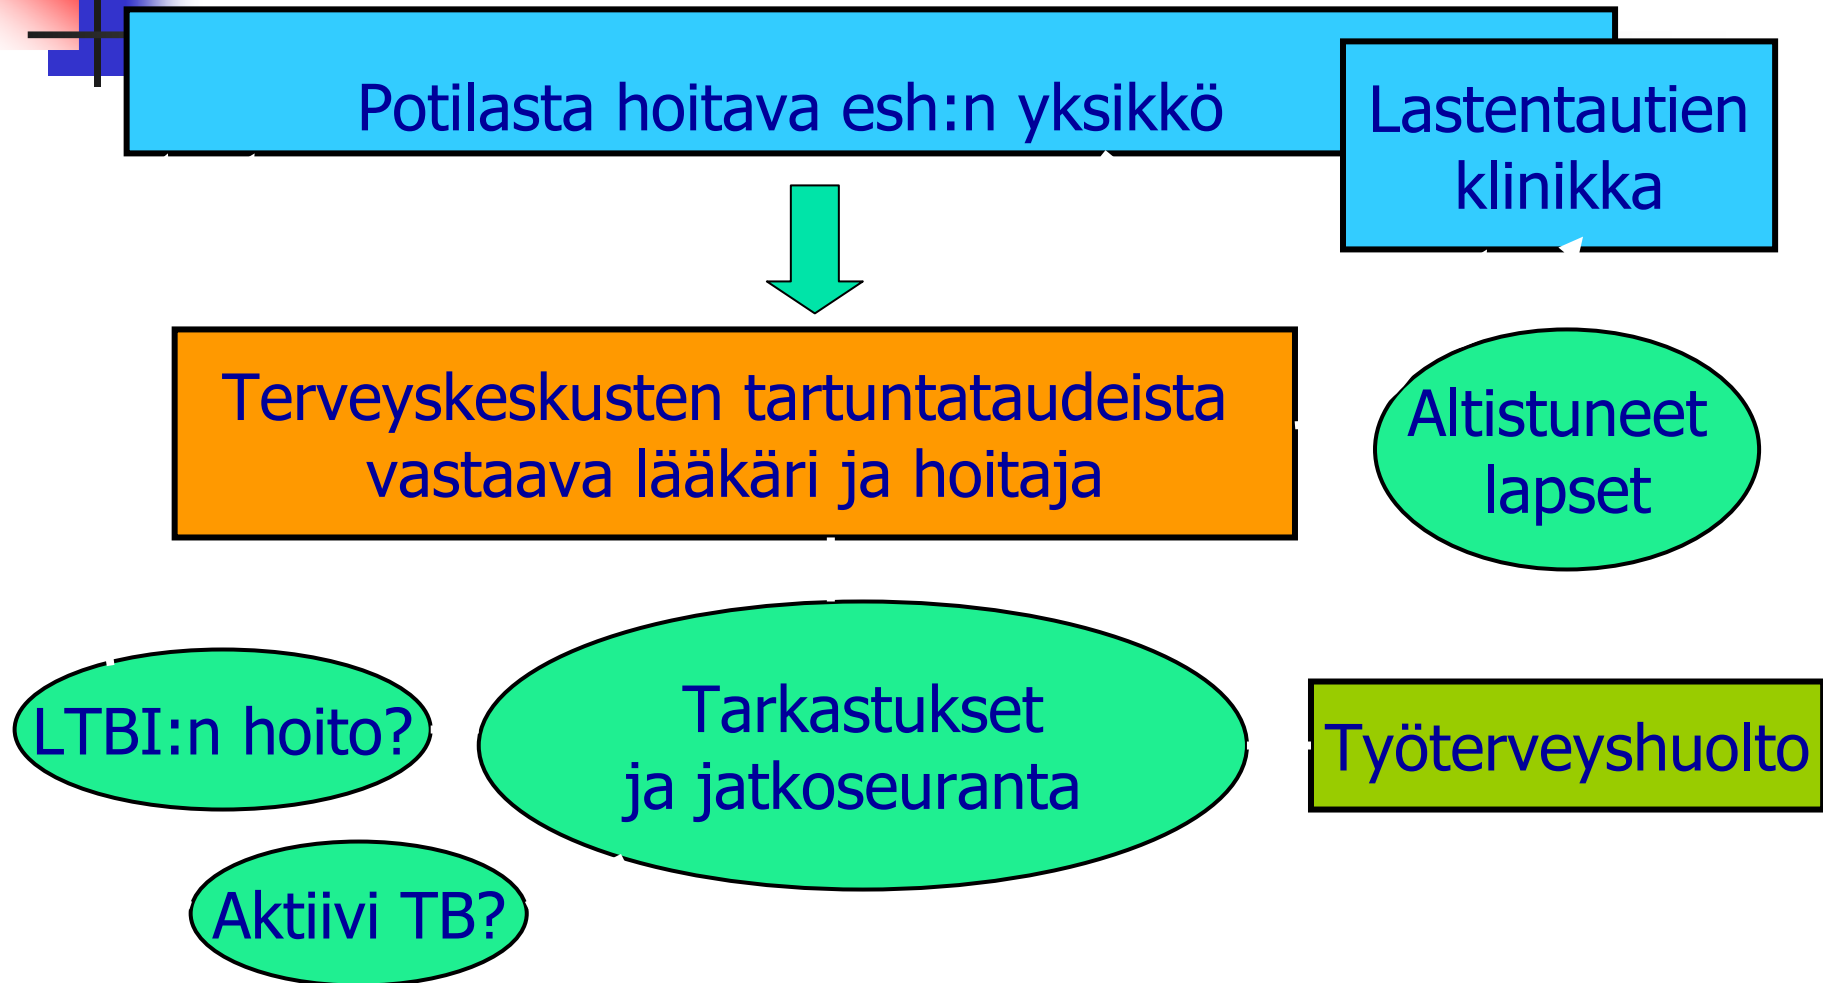 Potilasta hoitava esh:n yksikkö
Lastentautien
klinikka
Terveyskeskusten tartuntataudeista
vastaava lääkäri ja hoitaja
Altistuneet
lapset
LTBI:n hoito?
Tarkastukset
ja jatkoseuranta
Työterveyshuolto
Aktiivi TB?